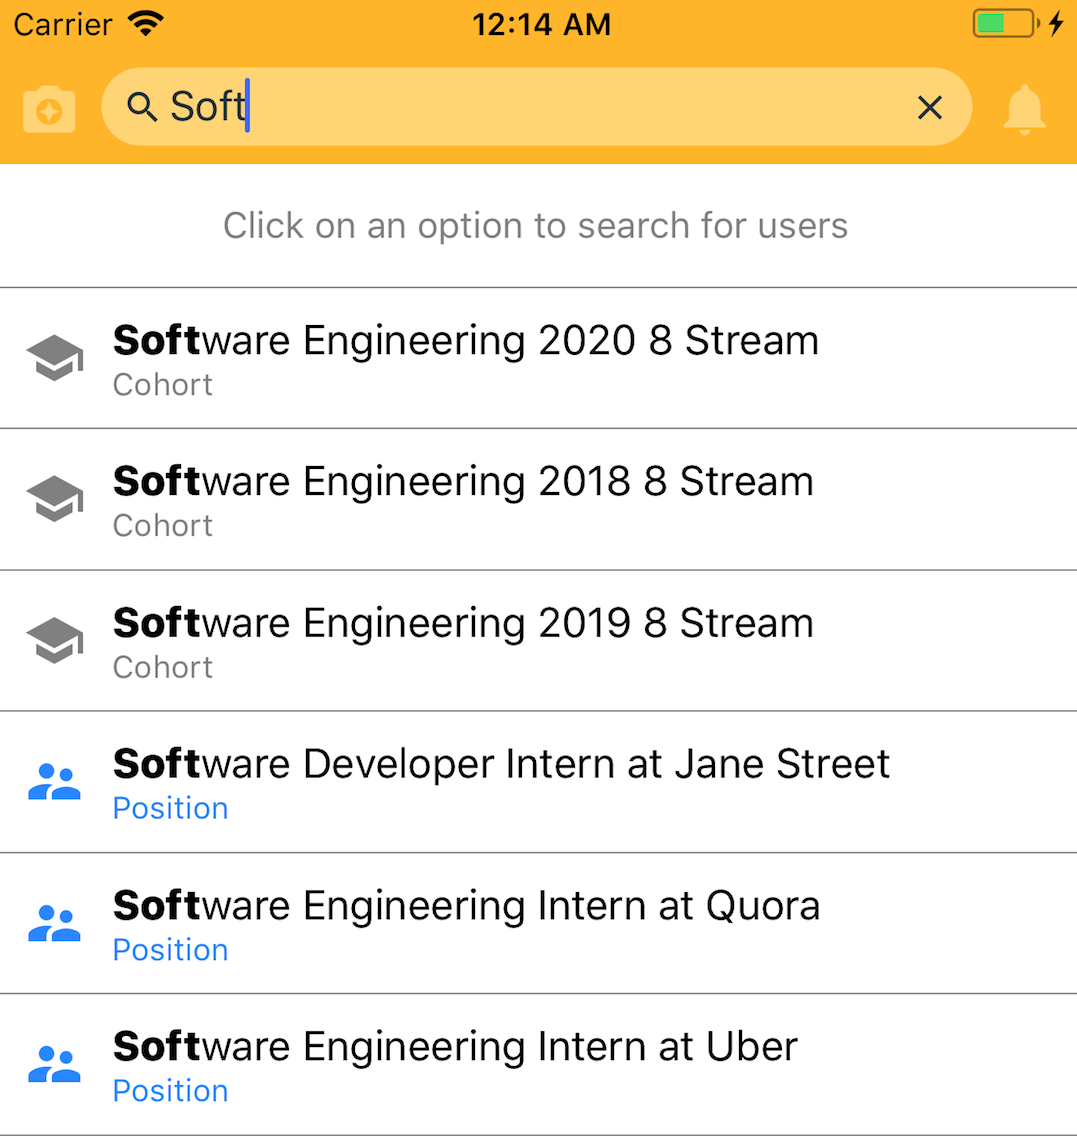 Carrier 12:14 AM
Soft
Click on an option to search for users
Software Engineering 2020 8 Stream
Cohort
Software Engineering 2018 8 Stream
Cohort
Software Engineering 2019 8 Stream
Cohort
Software Developer Intern at Jane Street
Position
Software Engineering Intern at Quora
Position
Software Engineering Intern at Uber
Position